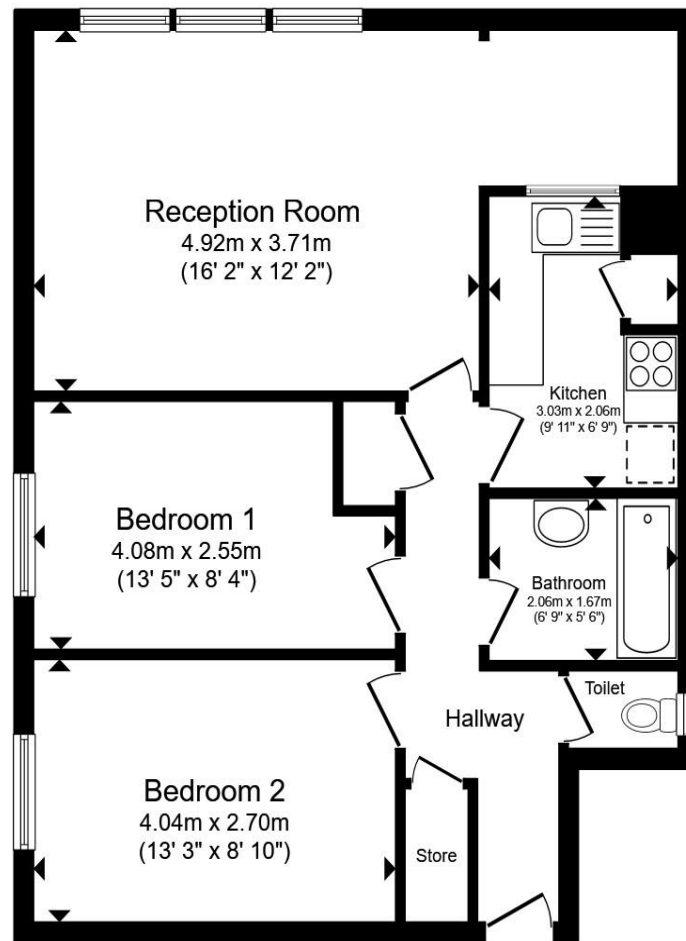 Reception Room
4.92m x 3.71m
(16' 2" x 12' 2")
Kitchen
3.03m x 2.06m
(9' 11" x 6' 9")
Bedroom 1
4.08m x 2.55m
(13' 5" x 8' 4")
Bathroom
2.06m x 1.67m
(6' 9" x 5' 6")
Toilet
Hallway
Bedroom 2
4.04m x 2.70m
(13' 3" x 8' 10")
Store